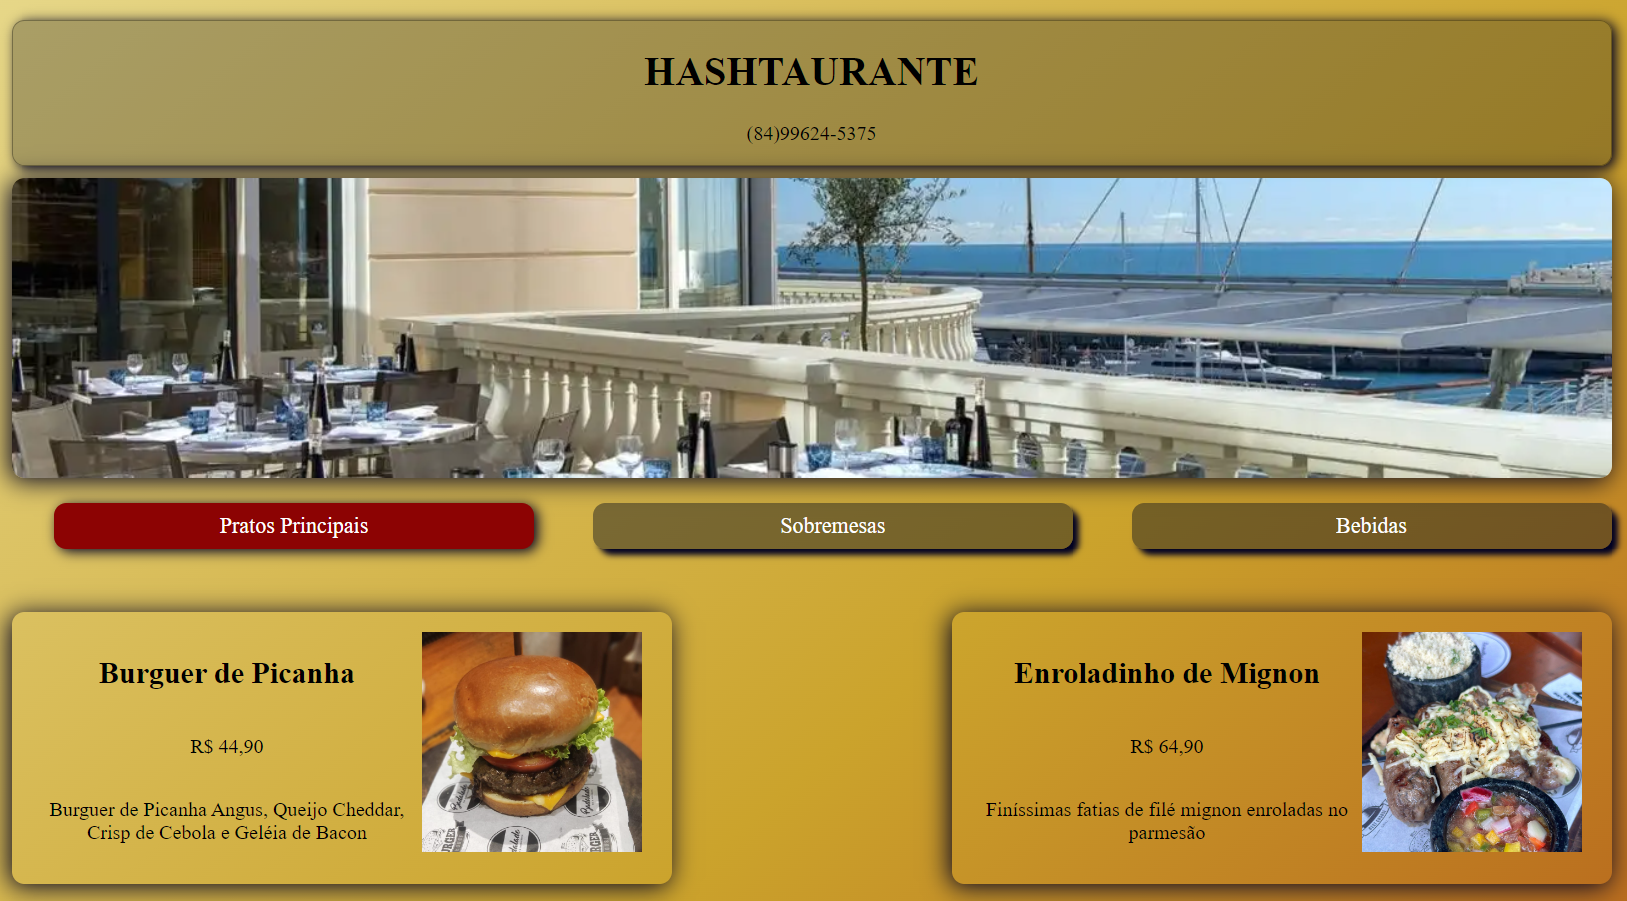 HASHTAURANTE
(84)99624-5375
Pratos Principais
Sobremesas
Bebidas
Burguer de Picanha
R$ 44,90
Burguer de Picanha Angus, Queijo Cheddar,
Crisp de Cebola e Geléia de Bacon
Enroladinho de Mignon
R$ 64,90
Finíssimas fatias de filé mignon enroladas no
parmesão